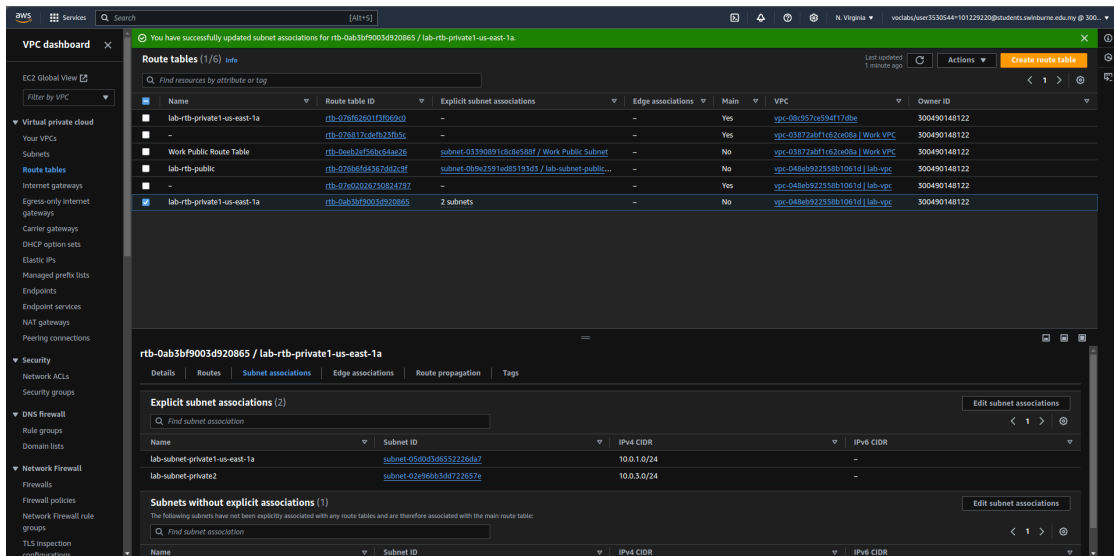 aws Services Search [Alt+S] N. Virginia voclabs/user3530544=101229220@students.swinburne.edu.my @ 300...
VPC dashboard
EC2 Global View
Filter by VPC
Virtual private cloud
Your VPCs
Subnets
Route tables
Internet gateways
Egress-only internet
gateways
Carrier gateways
DHCP option sets
Elastic IPs
Managed prefix lists
Endpoints
Endpoint services
NAT gateways
Peering connections
Security
Network ACLs
Security groups
DNS firewall
Rule groups
Domain lists
Network Firewall
Firewalls
Firewall policies
Network Firewall rule
groups
TLS inspection
configurations
You have successfully updated subnet associations for rtb-0ab3bf9003d920865 / lab-rtb-private1-us-east-1a.
Route tables (1/6) Info
Last updated
1 minute ago
Actions
Create route table
Find resources by attribute or tag
1
Name Route table ID Explicit subnet associations Edge associations Main VPC Owner ID
lab-rtb-private1-us-east-1a rtb-076f62601f3f069c0 – – Yes vpc-08c957ce594f17dbe 300490148122
– rtb-076817cdefb23fb5c – – Yes vpc-03872abf1c62ce08a | Work VPC 300490148122
Work Public Route Table rtb-0eeb2ef56bc64ae26 subnet-03390891c8c8e588f / Work Public Subnet – No vpc-03872abf1c62ce08a | Work VPC 300490148122
lab-rtb-public rtb-076b6fd4367dd2c9f subnet-0b9e2591ed85193d3 / lab-subnet-public... – No vpc-048eb922558b1061d | lab-vpc 300490148122
– rtb-07e02026750824797 – – Yes vpc-048eb922558b1061d | lab-vpc 300490148122
lab-rtb-private1-us-east-1a rtb-0ab3bf9003d920865 2 subnets – No vpc-048eb922558b1061d | lab-vpc 300490148122
rtb-0ab3bf9003d920865 / lab-rtb-private1-us-east-1a
Details Routes Subnet associations Edge associations Route propagation Tags
Explicit subnet associations (2)
Edit subnet associations
Find subnet association
1
Name Subnet ID IPv4 CIDR IPv6 CIDR
lab-subnet-private1-us-east-1a subnet-05d0d3d6552226da7 10.0.1.0/24 –
lab-subnet-private2 subnet-02e96bb3dd722657e 10.0.3.0/24 –
Subnets without explicit associations (1)
Edit subnet associations
The following subnets have not been explicitly associated with any route tables and are therefore associated with the main route table:
Find subnet association
1
Name Subnet ID IPv4 CIDR IPv6 CIDR